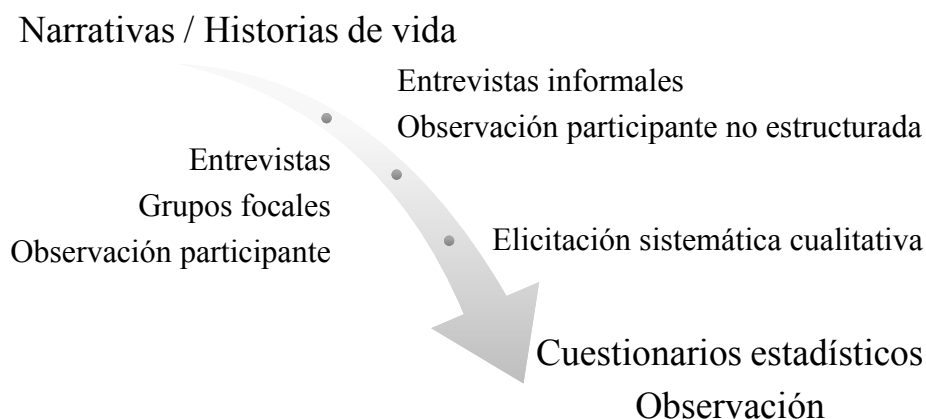 Narrativas / Historias de vida
Entrevistas informales
Observación participante no estructurada
Entrevistas
Grupos focales
Observación participante
Elicitación sistemática cualitativa
Cuestionarios estadísticos
Observación